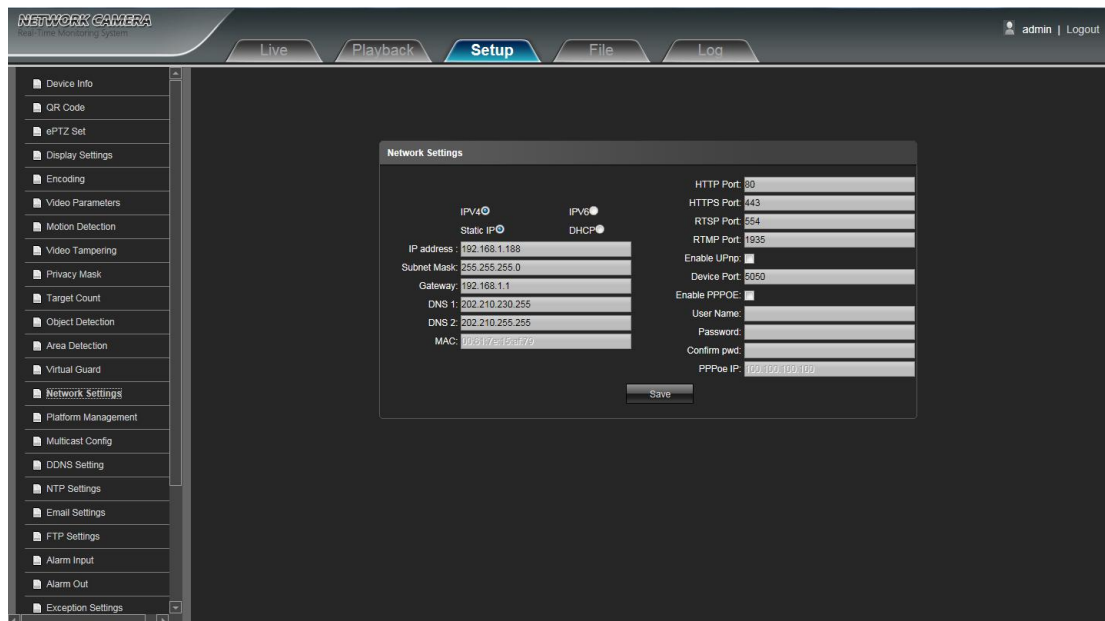 NETWORK CAMERA
Real-Time Monitoring System
admin | Logout
Live
Playback
Setup
File
Log
Device Info
QR Code
ePTZ Set
Display Settings
Encoding
Video Parameters
Motion Detection
Video Tampering
Privacy Mask
Target Count
Object Detection
Area Detection
Virtual Guard
Network Settings
Platform Management
Multicast Config
DDNS Setting
NTP Settings
Email Settings
FTP Settings
Alarm Input
Alarm Out
Exception Settings
Network Settings
IPV4
IPV6
Static IP
DHCP
IP address : 192.168.1.188
Subnet Mask: 255.255.255.0
Gateway: 192.168.1.1
DNS 1: 202.210.230.255
DNS 2: 202.210.255.255
MAC:
HTTP Port: 80
HTTPS Port: 443
RTSP Port: 554
RTMP Port: 1935
Enable UPnp:
Device Port: 5050
Enable PPPOE:
User Name:
Password:
Confirm pwd:
PPPoe IP: 100.100.100.100
Save